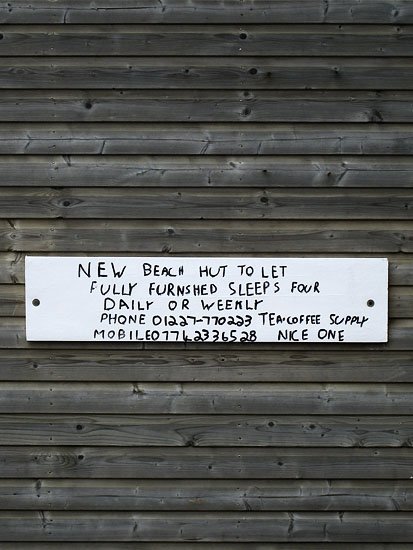 NEW BEACH HUT TO LET
FULLY FURNSHED SLEEPS FOUR
DAILY OR WEEKLY
PHONE 01227-770223 TEA·COFFEE SUPPLY
MOBILE07742336528 NICE ONE